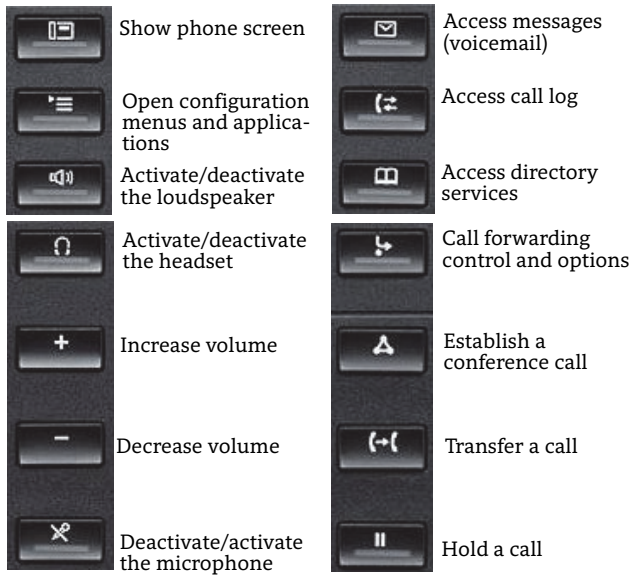 Show phone screen
Open configuration
menus and applica-
tions
Activate/deactivate
the loudspeaker
Activate/deactivate
the headset
Increase volume
Decrease volume
Deactivate/activate
the microphone
Access messages
(voicemail)
Access call log
Access directory
services
Call forwarding
control and options
Establish a
conference call
Transfer a call
Hold a call